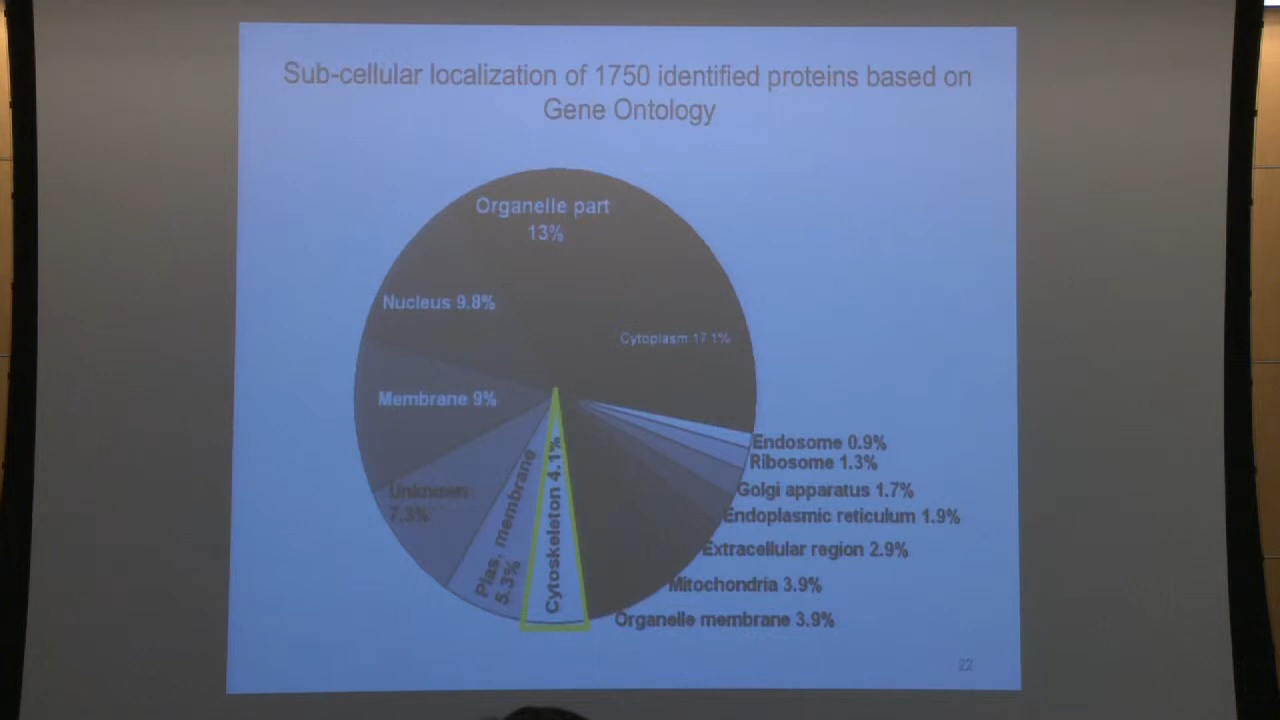 Sub-cellular localization of 1750 identified proteins based on
Gene Ontology
Organelle part
13%
Nucleus 9.8%
Cytoplasm 17.1%
Membrane 9%
Endosome 0.9%
Ribosome 1.3%
Golgi apparatus 1.7%
Unknown
7.3%
Endoplasmic reticulum 1.9%
Plas. membrane
5.3%
Cytoskeleton 4.1%
Extracellular region 2.9%
Mitochondria 3.9%
Organelle membrane 3.9%
22